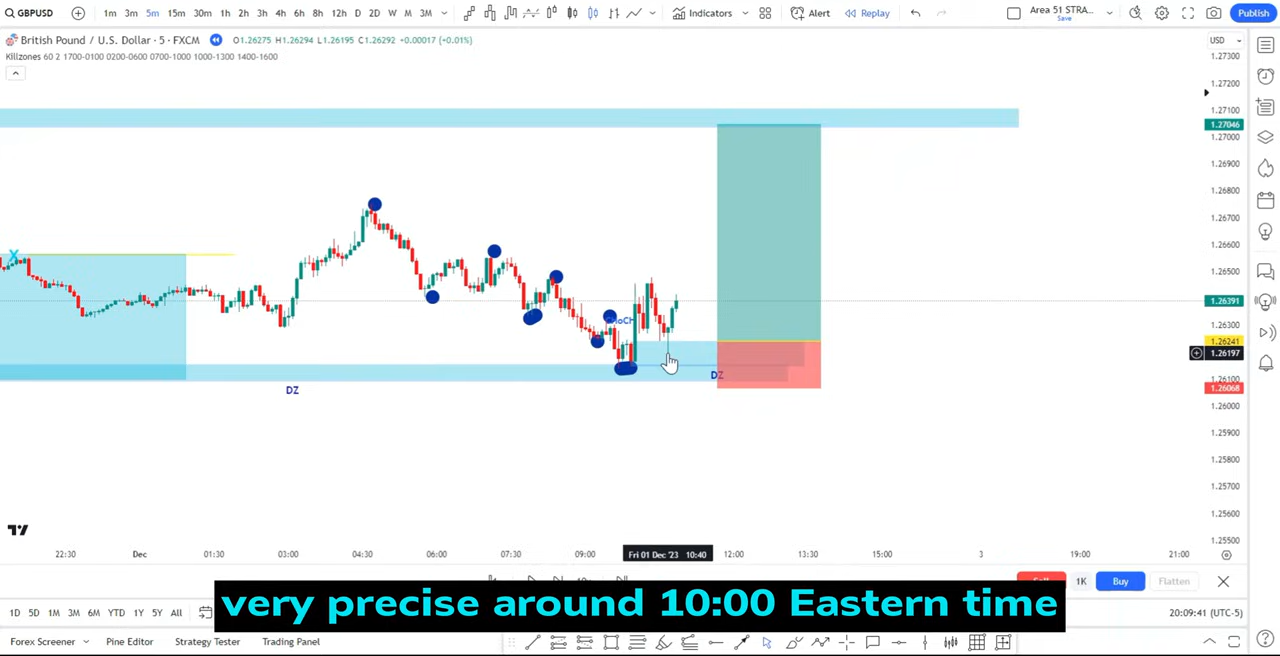 GBPUSD 1m 3m 5m 15m 30m 1h 2h 3h 4h 6h 8h 12h D 2D W M 3M Indicators Alert Replay Area 51 STRA... Save Publish
British Pound / U.S. Dollar · 5 · FXCM O1.26275 H1.26294 L1.26195 C1.26292 +0.00017 (+0.01%) USD
Killzones 60 2 1700-0100 0200-0600 0700-1000 1000-1300 1400-1600
1.27300
1.27200
1.27100
1.27046
1.27000
1.26900
1.26800
1.26700
1.26600
1.26500
1.26391
1.26300
1.26241
1.26197
1.26100
1.26068
1.26000
1.25900
1.25800
1.25700
1.25600
1.25500
X
ChoCh
DZ
DZ
22:30 Dec 01:30 03:00 04:30 06:00 07:30 09:00 Fri 01 Dec '23 10:40 12:00 13:30 15:00 3 19:00 21:00
Sell 1K Buy Flatten
very precise around 10:00 Eastern time
1D 5D 1M 3M 6M YTD 1Y 5Y All 20:09:41 (UTC-5)
Forex Screener Pine Editor Strategy Tester Trading Panel